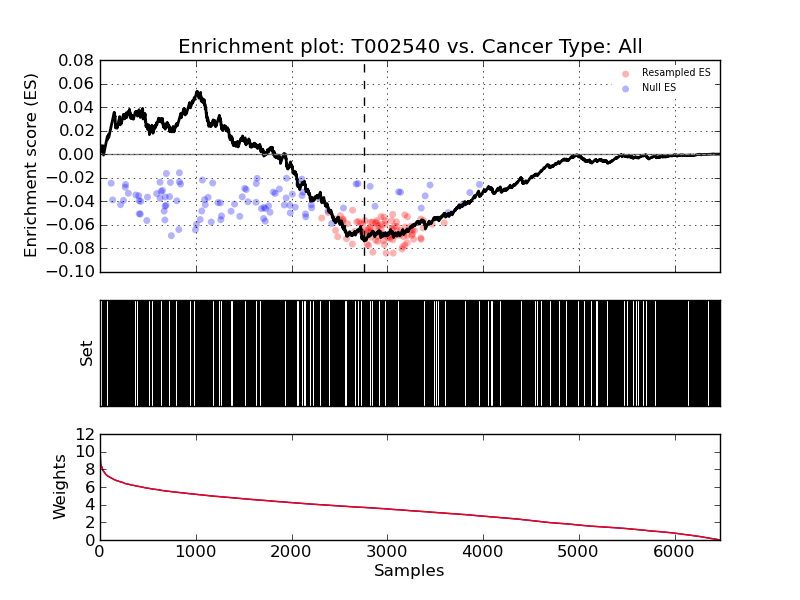 Enrichment plot: T002540 vs. Cancer Type: All
0.08
0.06
0.04
0.02
0.00
−0.02
−0.04
−0.06
−0.08
−0.10
Enrichment score (ES)
Resampled ES
Null ES
Set
12
10
8
6
4
2
0
Weights
0 1000 2000 3000 4000 5000 6000
Samples